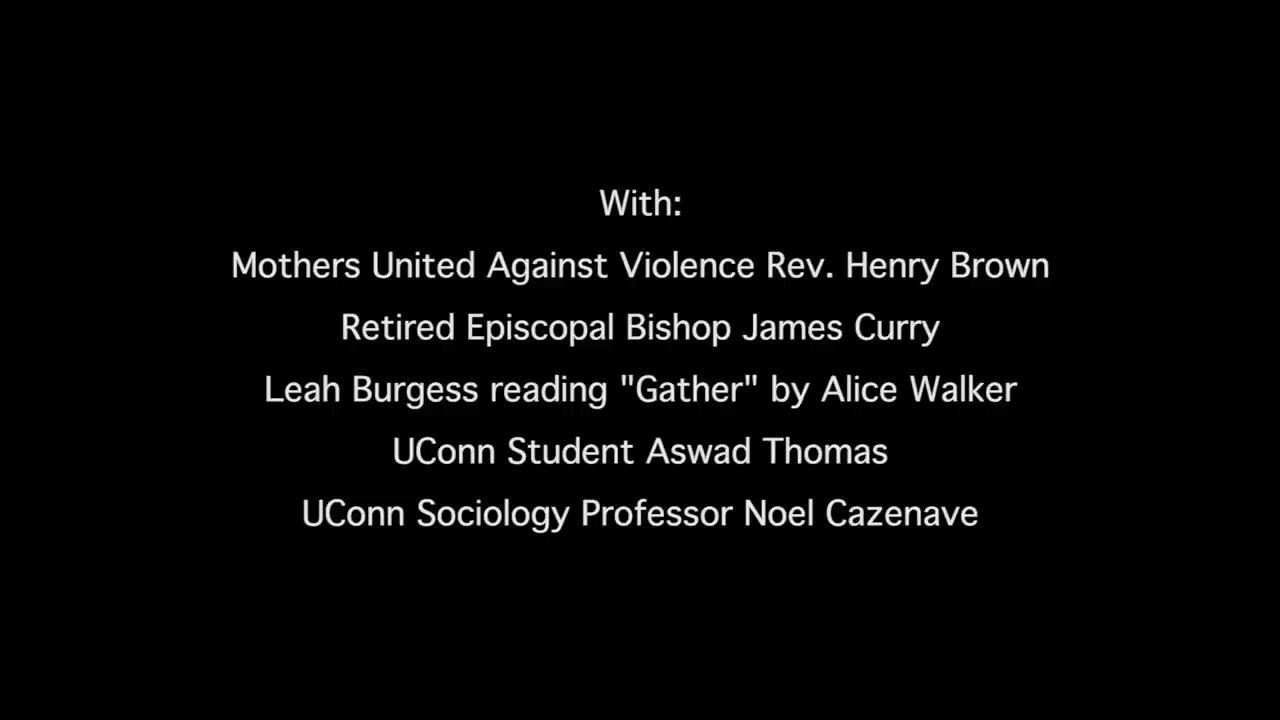 With:
Mothers United Against Violence Rev. Henry Brown
Retired Episcopal Bishop James Curry
Leah Burgess reading "Gather" by Alice Walker
UConn Student Aswad Thomas
UConn Sociology Professor Noel Cazenave